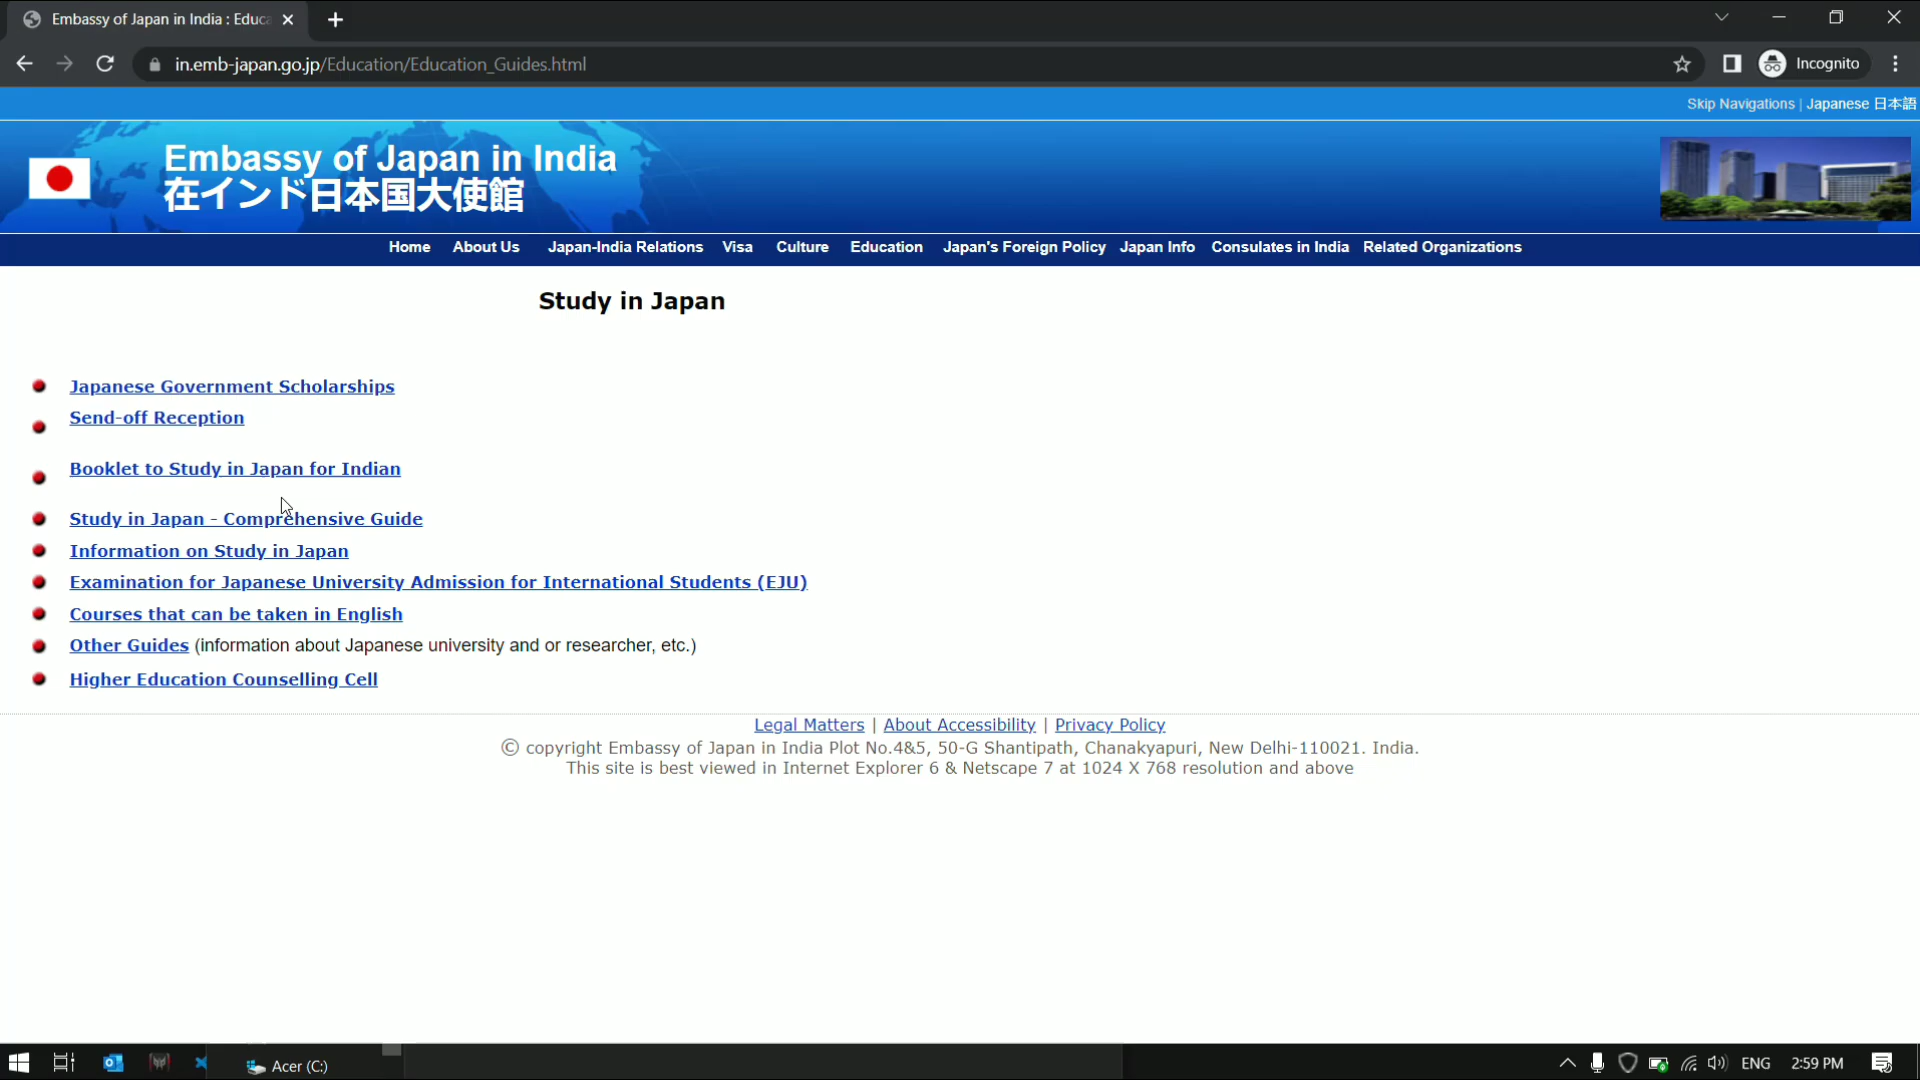 Embassy of Japan in India : Educa
in.emb-japan.go.jp/Education/Education_Guides.html
Incognito
Skip Navigations | Japanese 日本語
Embassy of Japan in India
在インド日本国大使館
Home About Us Japan-India Relations Visa Culture Education Japan's Foreign Policy Japan Info Consulates in India Related Organizations
Study in Japan
Japanese Government Scholarships
Send-off Reception
Booklet to Study in Japan for Indian
Study in Japan - Comprehensive Guide
Information on Study in Japan
Examination for Japanese University Admission for International Students (EJU)
Courses that can be taken in English
Other Guides (information about Japanese university and or researcher, etc.)
Higher Education Counselling Cell
Legal Matters | About Accessibility | Privacy Policy
© copyright Embassy of Japan in India Plot No.4&5, 50-G Shantipath, Chanakyapuri, New Delhi-110021. India.
This site is best viewed in Internet Explorer 6 & Netscape 7 at 1024 X 768 resolution and above
Acer (C:)
ENG 2:59 PM